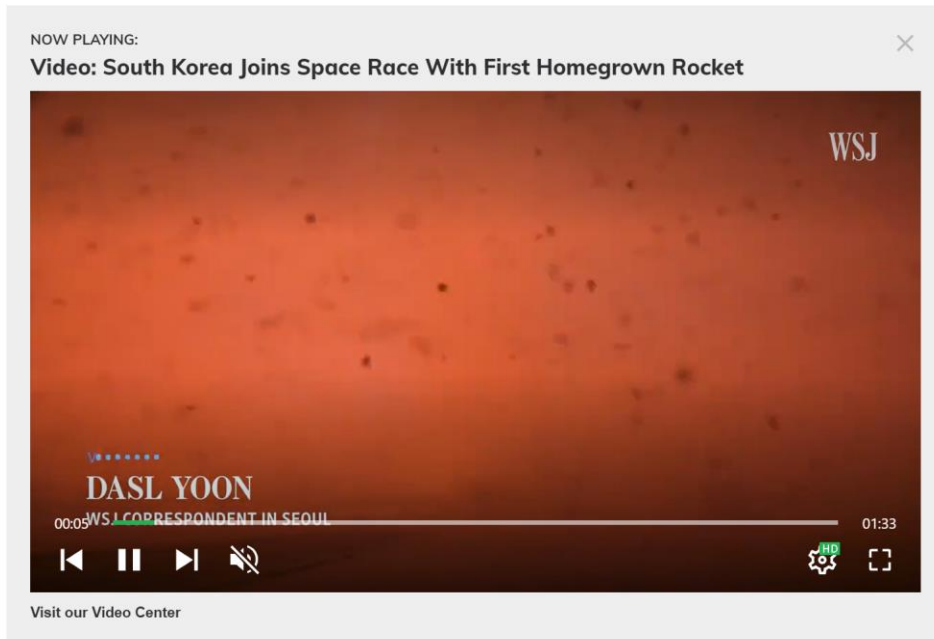 NOW PLAYING:
Video: South Korea Joins Space Race With First Homegrown Rocket
WSJ
DASL YOON
WSJ CORRESPONDENT IN SEOUL
00:05
01:33
HD
Visit our Video Center